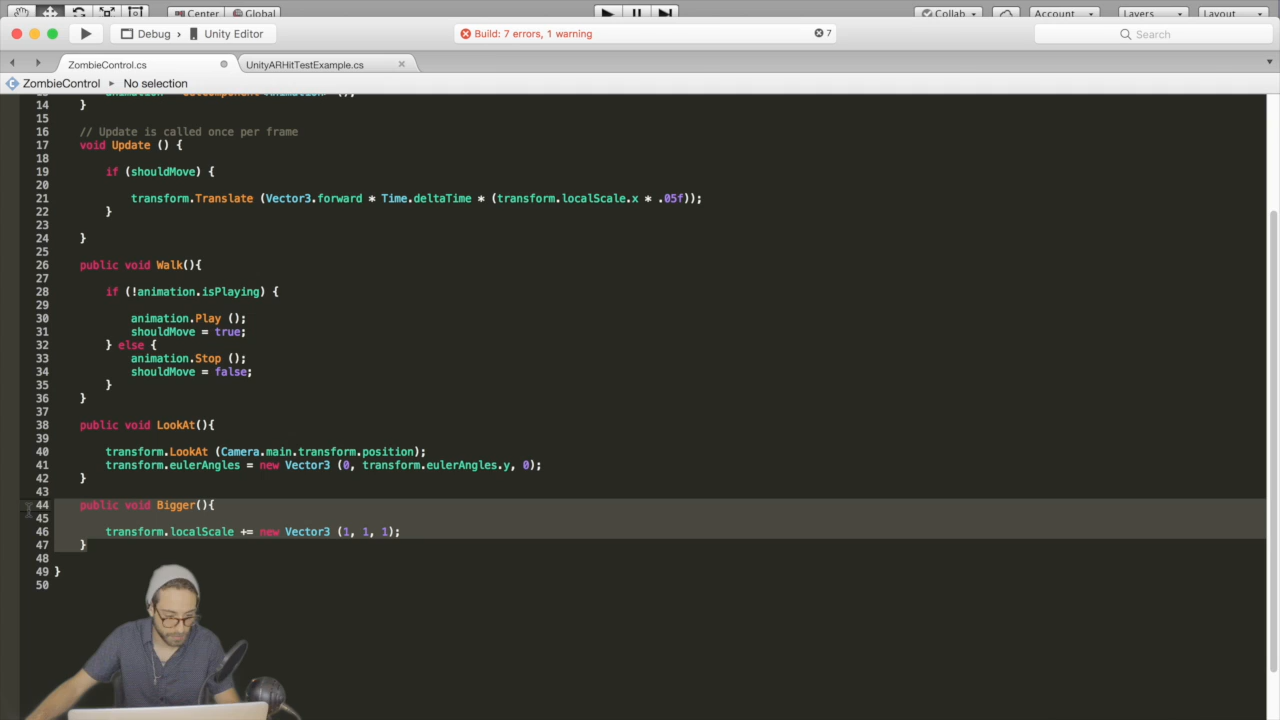 Center
Global
Collab
Account
Layers
Layout
Debug > Unity Editor
Build: 7 errors, 1 warning
7
Search
ZombieControl.cs
UnityARHitTestExample.cs
ZombieControl ▸ No selection
14 }
15
16 // Update is called once per frame
17 void Update () {
18
19 if (shouldMove) {
20
21 transform.Translate (Vector3.forward * Time.deltaTime * (transform.localScale.x * .05f));
22 }
23
24 }
25
26 public void Walk(){
27
28 if (!animation.isPlaying) {
29
30 animation.Play ();
31 shouldMove = true;
32 } else {
33 animation.Stop ();
34 shouldMove = false;
35 }
36 }
37
38 public void LookAt(){
39
40 transform.LookAt (Camera.main.transform.position);
41 transform.eulerAngles = new Vector3 (0, transform.eulerAngles.y, 0);
42 }
43
44 public void Bigger(){
45
46 transform.localScale += new Vector3 (1, 1, 1);
47 }
48
49 }
50